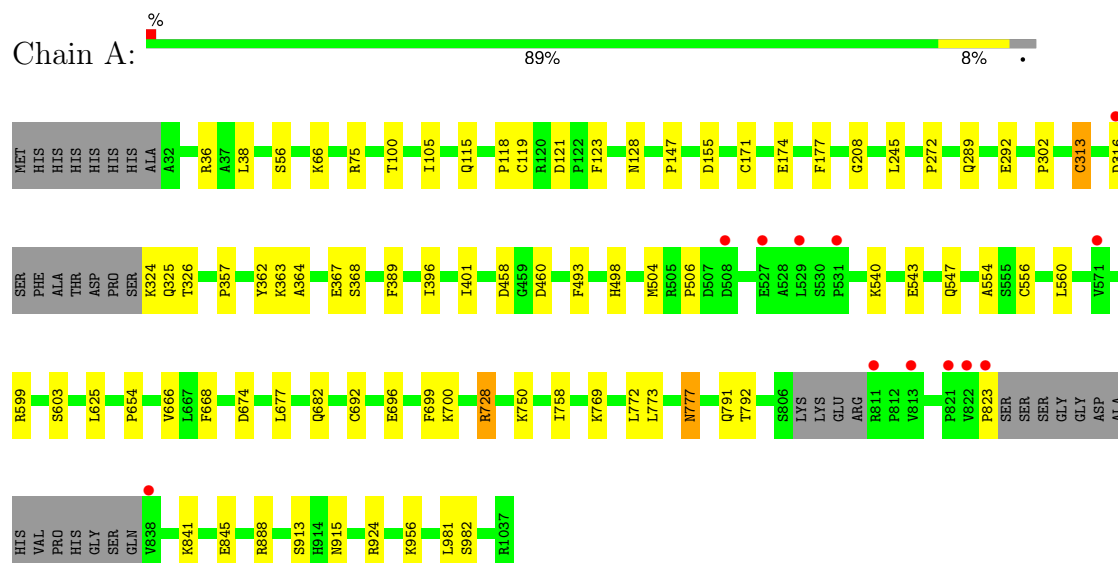 %
Chain A:
89% 8% .
MET HIS HIS HIS HIS HIS HIS ALA A32 R36 A37 L38 S56 K66 R75 T100 I105 Q115 P118 C119 R120 D121 P122 F123 N128 P147 D155 C171 E174 F177 G208 L245 P272 Q289 E292 P302 C313 D316
SER PHE ALA THR ASP PRO SER K324 Q325 T326 P357 Y362 K363 A364 E367 S368 F389 I396 I401 D458 G459 D460 F493 H498 M504 R505 P506 D507 D508 E527 A528 L529 S530 P531 K540 E543 Q547 A554 S555 C556 L560 V571
R599 S603 L625 P654 V666 L667 F668 D674 L677 Q682 C692 E696 F699 K700 R728 K750 I758 K769 L772 L773 N777 Q791 T792 S806 LYS LYS GLU ARG R811 P812 V813 P821 V822 P823 SER SER SER GLY GLY ASP ALA
HIS VAL PRO HIS GLY SER GLN V838 K841 E845 R888 S913 H914 N915 R924 K956 L981 S982 R1037